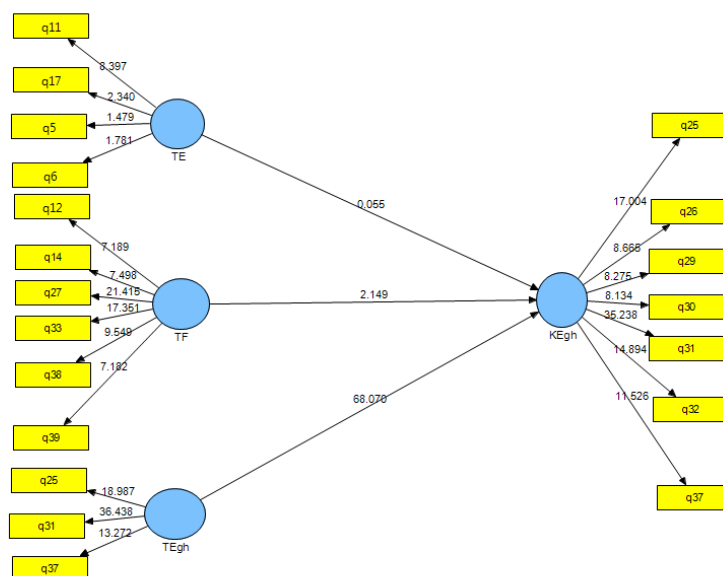 q11
8.397
q17
2.340
q5
1.479
1.781
q6
TE
q12
7.189
q14
7.498
q27
21.416
q33
17.351
q38
9.549
7.182
TF
q39
q25
18.987
q31
36.438
13.272
q37
TEgh
0.055
2.149
68.070
KEgh
q25
17.004
q26
8.666
q29
8.275
8.134
q30
35.238
q31
14.894
q32
11.526
q37